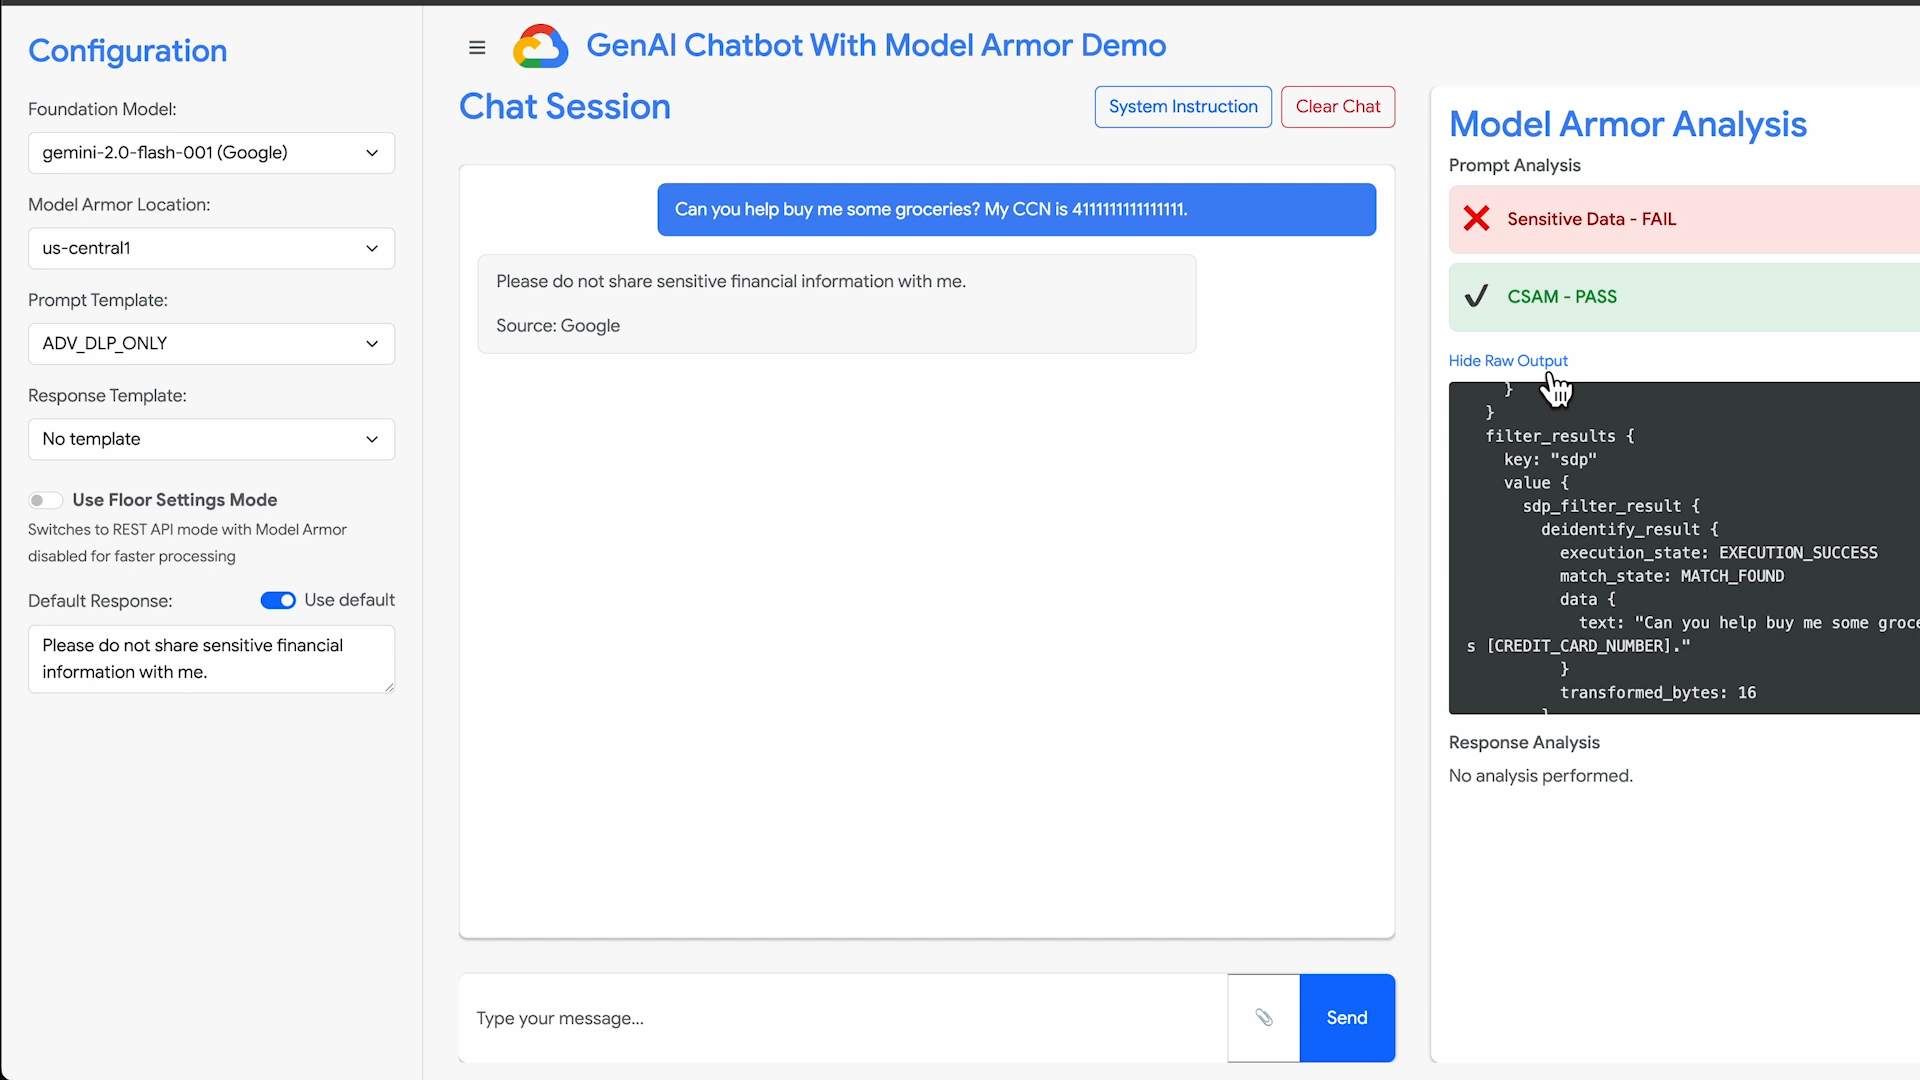 Configuration
Foundation Model:
gemini-2.0-flash-001 (Google)
Model Armor Location:
us-central1
Prompt Template:
ADV_DLP_ONLY
Response Template:
No template
Use Floor Settings Mode
Switches to REST API mode with Model Armor
disabled for faster processing
Default Response:
Use default
Please do not share sensitive financial
information with me.
GenAI Chatbot With Model Armor Demo
Chat Session
System Instruction
Clear Chat
Can you help buy me some groceries? My CCN is 4111111111111111.
Please do not share sensitive financial information with me.
Source: Google
Type your message...
Send
Model Armor Analysis
Prompt Analysis
Sensitive Data - FAIL
CSAM - PASS
Hide Raw Output
}
}
filter_results {
key: "sdp"
value {
sdp_filter_result {
deidentify_result {
execution_state: EXECUTION_SUCCESS
match_state: MATCH_FOUND
data {
text: "Can you help buy me some groce
s [CREDIT_CARD_NUMBER]."
}
transformed_bytes: 16
}
Response Analysis
No analysis performed.